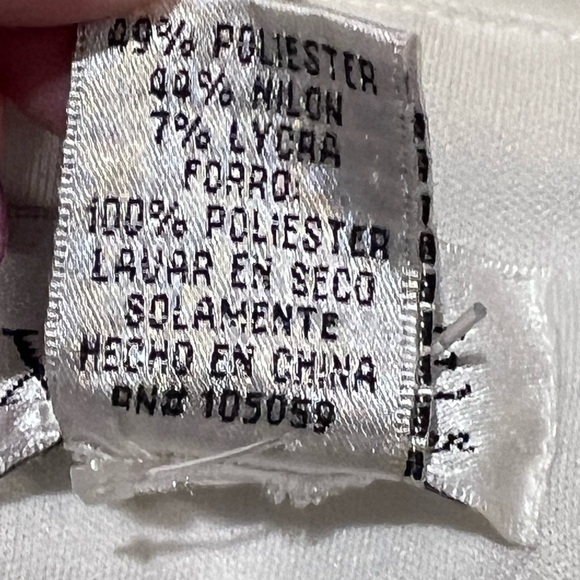 49% POLIESTER
44% NILON
7% LYCRA
FORRO:
100% POLIESTER
LAVAR EN SECO
SOLAMENTE
HECHO EN CHINA
RN# 105059